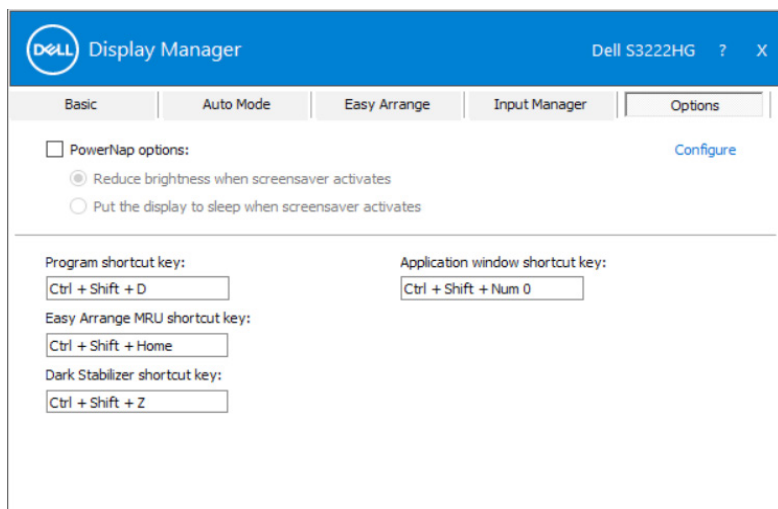 DELL Display Manager
Dell S3222HG ? X
Basic Auto Mode Easy Arrange Input Manager Options
PowerNap options: Configure
Reduce brightness when screensaver activates
Put the display to sleep when screensaver activates
Program shortcut key: Application window shortcut key:
Ctrl + Shift + D Ctrl + Shift + Num 0
Easy Arrange MRU shortcut key:
Ctrl + Shift + Home
Dark Stabilizer shortcut key:
Ctrl + Shift + Z